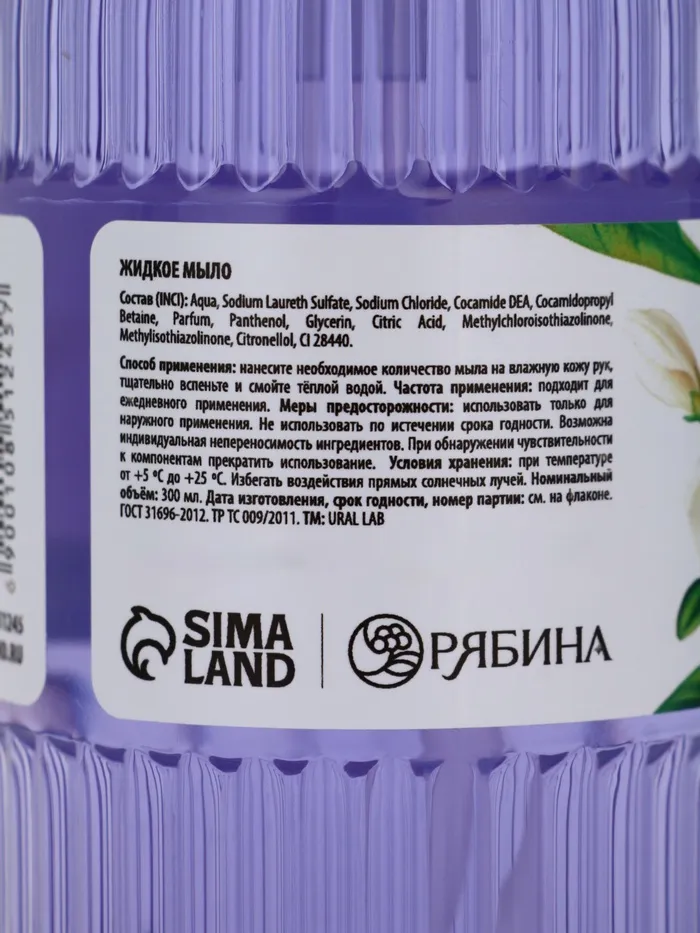 ЖИДКОЕ МЫЛО
Состав (INCI): Aqua, Sodium Laureth Sulfate, Sodium Chloride, Cocamide DEA, Cocamidopropyl
Betaine, Parfum, Panthenol, Glycerin, Citric Acid, Methylchloroisothiazolinone,
Methylisothiazolinone, Citronellol, CI 28440.
Способ применения: нанесите необходимое количество мыла на влажную кожу рук,
тщательно вспеньте и смойте тёплой водой. Частота применения: подходит для
ежедневного применения. Меры предосторожности: использовать только для
наружного применения. Не использовать по истечении срока годности. Возможна
индивидуальная непереносимость ингредиентов. При обнаружении чувствительности
к компонентам прекратить использование. Условия хранения: при температуре
от +5 ºС до +25 ºС. Избегать воздействия прямых солнечных лучей. Номинальный
объём: 300 мл. Дата изготовления, срок годности, номер партии: см. на флаконе.
ГОСТ 31696-2012. ТР ТС 009/2011. ТМ: URAL LAB
SIMA
LAND
РЯБИНА